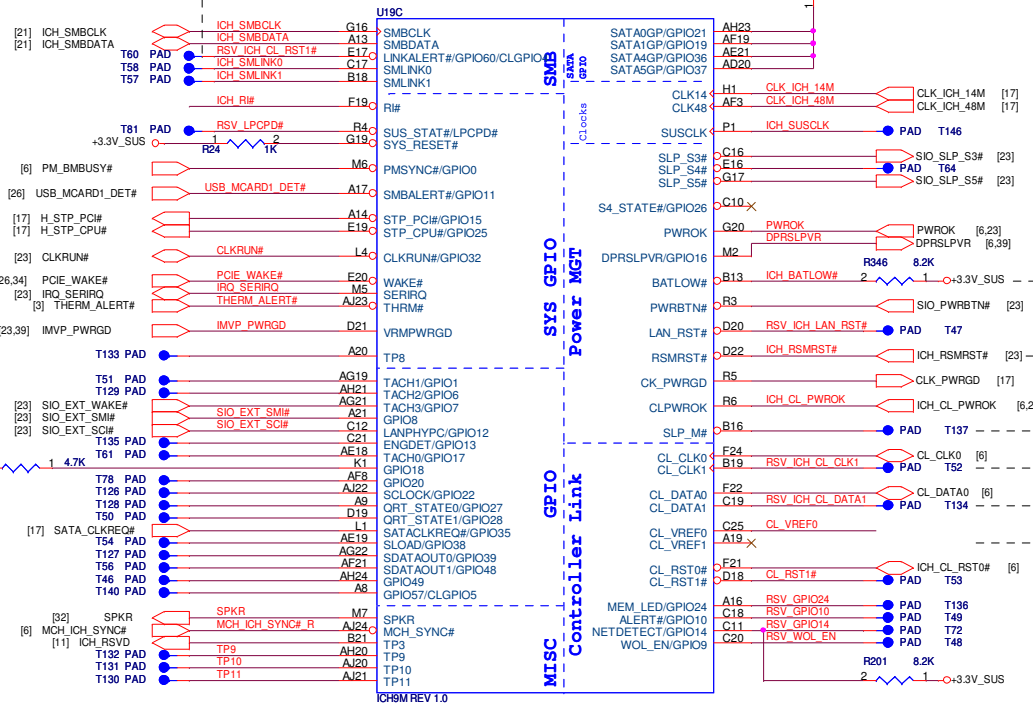 U19C
[21] ICH_SMBCLK ICH_SMBCLK G16 SMBCLK SATA0GP/GPIO21 AH23
[21] ICH_SMBDATA ICH_SMBDATA A13 SMBDATA SATA1GP/GPIO19 AF19
T60 PAD RSV_ICH_CL_RST1# E17 LINKALERT#/GPIO60/CLGPIO SATA4GP/GPIO36 AE21
T58 PAD ICH_SMLINK0 C17 SMLINK0 SATA5GP/GPIO37 AD20
T57 PAD ICH_SMLINK1 B18 SMLINK1
SMB
SATA
GPIO
CLK14 H1 CLK_ICH_14M CLK_ICH_14M [17]
ICH_RI# F19 RI# CLK48 AF3 CLK_ICH_48M CLK_ICH_48M [17]
Clocks
T81 PAD RSV_LPCPD# R4 SUS_STAT#/LPCPD# SUSCLK P1 ICH_SUSCLK PAD T146
+3.3V_SUS 1 2 G19 SYS_RESET#
R24 1K
SLP_S3# C16 SIO_SLP_S3# [23]
[6] PM_BMBUSY# M6 PMSYNC#/GPIO0 SLP_S4# E16 PAD T64
SLP_S5# G17 SIO_SLP_S5# [23]
[26] USB_MCARD1_DET# USB_MCARD1_DET# A17 SMBALERT#/GPIO11
S4_STATE#/GPIO26 C10
[17] H_STP_PCI# A14 STP_PCI#/GPIO15
[17] H_STP_CPU# E19 STP_CPU#/GPIO25 PWROK G20 PWROK PWROK [6,23]
DPRSLPVR DPRSLPVR [6,39]
[23] CLKRUN# CLKRUN# L4 CLKRUN#/GPIO32 DPRSLPVR/GPIO16 M2
R346 8.2K
26,34] PCIE_WAKE# PCIE_WAKE# E20 WAKE# BATLOW# B13 ICH_BATLOW# 2 1 +3.3V_SUS
[23] IRQ_SERIRQ IRQ_SERIRQ M5 SERIRQ
[3] THERM_ALERT# THERM_ALERT# AJ23 THRM# PWRBTN# R3 SIO_PWRBTN# [23]
[23,39] IMVP_PWRGD IMVP_PWRGD D21 VRMPWRGD LAN_RST# D20 RSV_ICH_LAN_RST# PAD T47
SYS GPIO
Power MGT
T133 PAD A20 TP8 RSMRST# D22 ICH_RSMRST# ICH_RSMRST# [23]
T51 PAD AG19 TACH1/GPIO1 CK_PWRGD R5 CLK_PWRGD [17]
T129 PAD AH21 TACH2/GPIO6
[23] SIO_EXT_WAKE# AG21 TACH3/GPIO7 CLPWROK R6 ICH_CL_PWROK ICH_CL_PWROK [6,2
[23] SIO_EXT_SMI# SIO_EXT_SMI# A21 GPIO8
[23] SIO_EXT_SCI# SIO_EXT_SCI# C12 LANPHYPC/GPIO12 SLP_M# B16 PAD T137
T135 PAD C21 ENGDET/GPIO13
T61 PAD AE18 TACH0/GPIO17 CL_CLK0 F24 CL_CLK0 [6]
1 4.7K K1 GPIO18 CL_CLK1 B19 RSV_ICH_CL_CLK1 PAD T52
T78 PAD AF8 GPIO20
T126 PAD AJ22 SCLOCK/GPIO22 CL_DATA0 F22 CL_DATA0 [6]
T128 PAD A9 QRT_STATE0/GPIO27 CL_DATA1 C19 RSV_ICH_CL_DATA1 PAD T134
T50 PAD D19 QRT_STATE1/GPIO28
[17] SATA_CLKREQ# L1 SATACLKREQ#/GPIO35 CL_VREF0 C25 CL_VREF0
T54 PAD AE19 SLOAD/GPIO38 CL_VREF1 A19
T127 PAD AG22 SDATAOUT0/GPIO39
T56 PAD AF21 SDATAOUT1/GPIO48 CL_RST0# F21 ICH_CL_RST0# [6]
T46 PAD AH24 GPIO49 CL_RST1# D18 CL_RST1# PAD T53
T140 PAD A8 GPIO57/CLGPIO5
GPIO
Controller Link
MEM_LED/GPIO24 A16 RSV_GPIO24 PAD T136
[32] SPKR SPKR M7 SPKR ALERT#/GPIO10 C18 RSV_GPIO10 PAD T49
[6] MCH_ICH_SYNC# MCH_ICH_SYNC#_R AJ24 MCH_SYNC# NETDETECT/GPIO14 C11 RSV_GPIO14 PAD T72
[11] ICH_RSVD B21 TP3 WOL_EN/GPIO9 C20 RSV_WOL_EN PAD T48
T132 PAD TP9 AH20 TP9
T131 PAD TP10 AJ20 TP10
T130 PAD TP11 AJ21 TP11
MISC
R201 8.2K
2 1 +3.3V_SUS
ICH9M REV 1.0
1